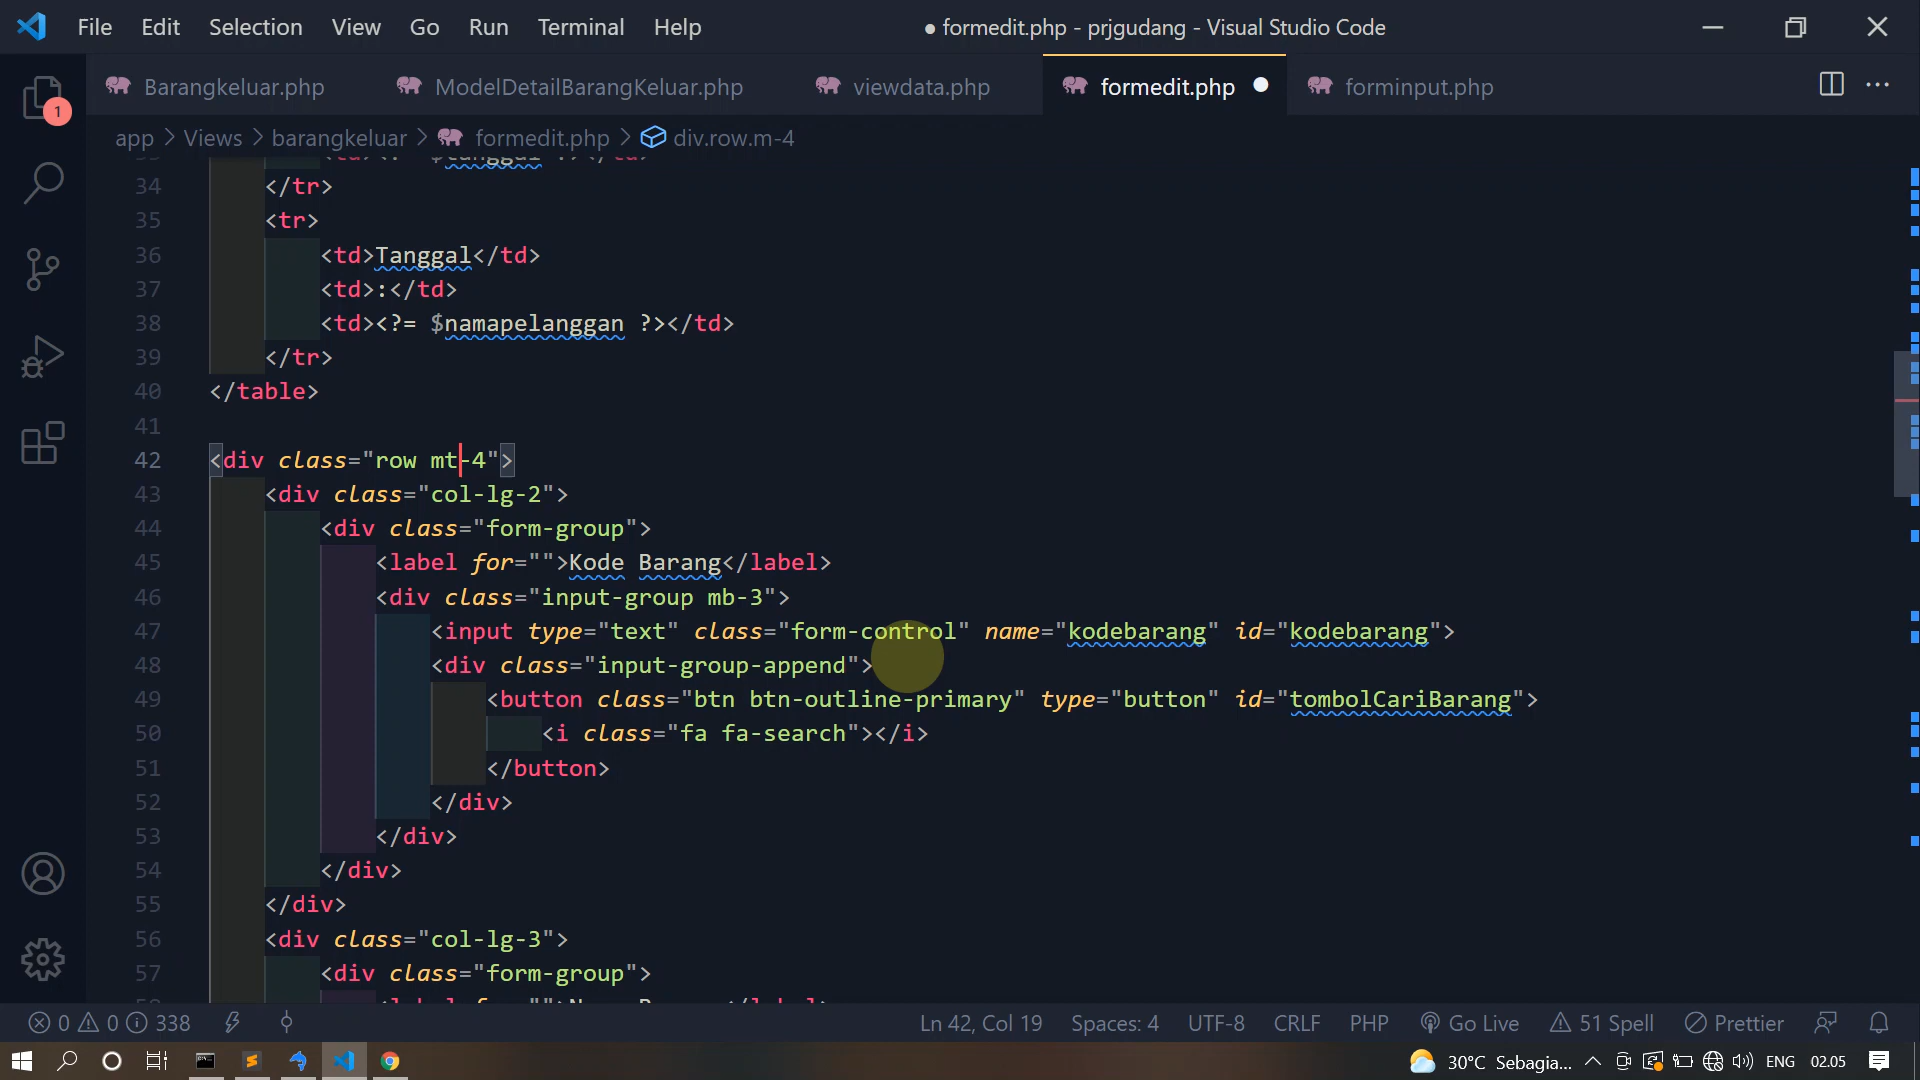 File Edit Selection View Go Run Terminal Help ● formedit.php - prjgudang - Visual Studio Code
Barangkeluar.php ModelDetailBarangKeluar.php viewdata.php formedit.php forminput.php
1
app > Views > barangkeluar > formedit.php > div.row.m-4
34 </tr>
35 <tr>
36 <td>Tanggal</td>
37 <td>:</td>
38 <td><?= $namapelanggan ?></td>
39 </tr>
40 </table>
41
42 <div class="row mt-4">
43 <div class="col-lg-2">
44 <div class="form-group">
45 <label for="">Kode Barang</label>
46 <div class="input-group mb-3">
47 <input type="text" class="form-control" name="kodebarang" id="kodebarang">
48 <div class="input-group-append">
49 <button class="btn btn-outline-primary" type="button" id="tombolCariBarang">
50 <i class="fa fa-search"></i>
51 </button>
52 </div>
53 </div>
54 </div>
55 </div>
56 <div class="col-lg-3">
57 <div class="form-group">
0 0 338 Ln 42, Col 19 Spaces: 4 UTF-8 CRLF PHP Go Live 51 Spell Prettier
30°C Sebagia... ENG 02.05